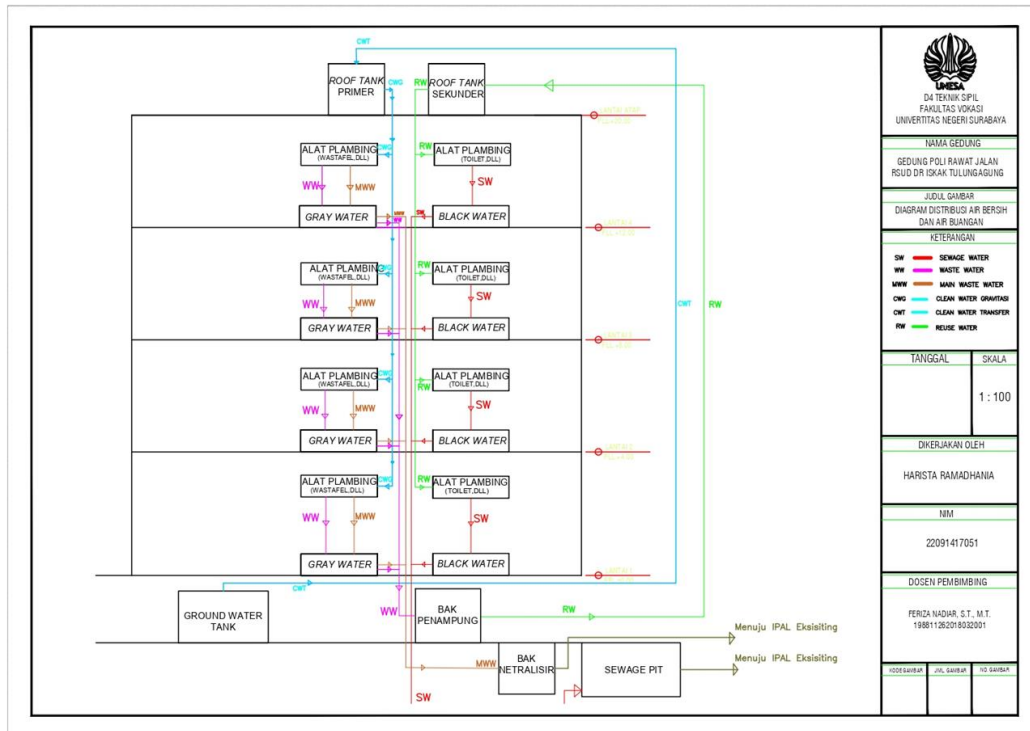 CWT
ROOF TANK
PRIMER
CWG
RW
ROOF TANK
SEKUNDER
ALAT PLAMBING
(WASTAFEL,DLL)
CWG
RW
ALAT PLAMBING
(TOILET,DLL)
WW
MWW
SW
GRAY WATER
MWW
WW
SW
BLACK WATER
ALAT PLAMBING
(WASTAFEL,DLL)
CWG
RW
ALAT PLAMBING
(TOILET,DLL)
WW
MWW
SW
GRAY WATER
BLACK WATER
CWT
RW
ALAT PLAMBING
(WASTAFEL,DLL)
CWG
RW
ALAT PLAMBING
(TOILET,DLL)
WW
MWW
SW
GRAY WATER
BLACK WATER
ALAT PLAMBING
(WASTAFEL,DLL)
CWG
RW
ALAT PLAMBING
(TOILET,DLL)
WW
MWW
SW
GRAY WATER
BLACK WATER
CWT
GROUND WATER
TANK
WW
BAK
PENAMPUNG
RW
Menuju IPAL Eksisiting
MWW
BAK
NETRALISIR
SEWAGE PIT
Menuju IPAL Eksisiting
SW
UNESA
D4 TEKNIK SIPIL
FAKULTAS VOKASI
UNIVERTITAS NEGERI SURABAYA
NAMA GEDUNG
GEDUNG POLI RAWAT JALAN
RSUD DR ISKAK TULUNGAGUNG
JUDUL GAMBAR
DIAGRAM DISTRIBUSI AIR BERSIH
DAN AIR BUANGAN
KETERANGAN
SW SEWAGE WATER
WW WASTE WATER
MWW MAIN WASTE WATER
CWG CLEAN WATER GRAVITASI
CWT CLEAN WATER TRANSFER
RW REUSE WATER
TANGGAL
SKALA
1 : 100
DIKERJAKAN OLEH
HARISTA RAMADHANIA
NIM
22091417051
DOSEN PEMBIMBING
FERIZA NADIAR, S.T., M.T.
198811262018032001
KODE GAMBAR
JML GAMBAR
NO. GAMBAR